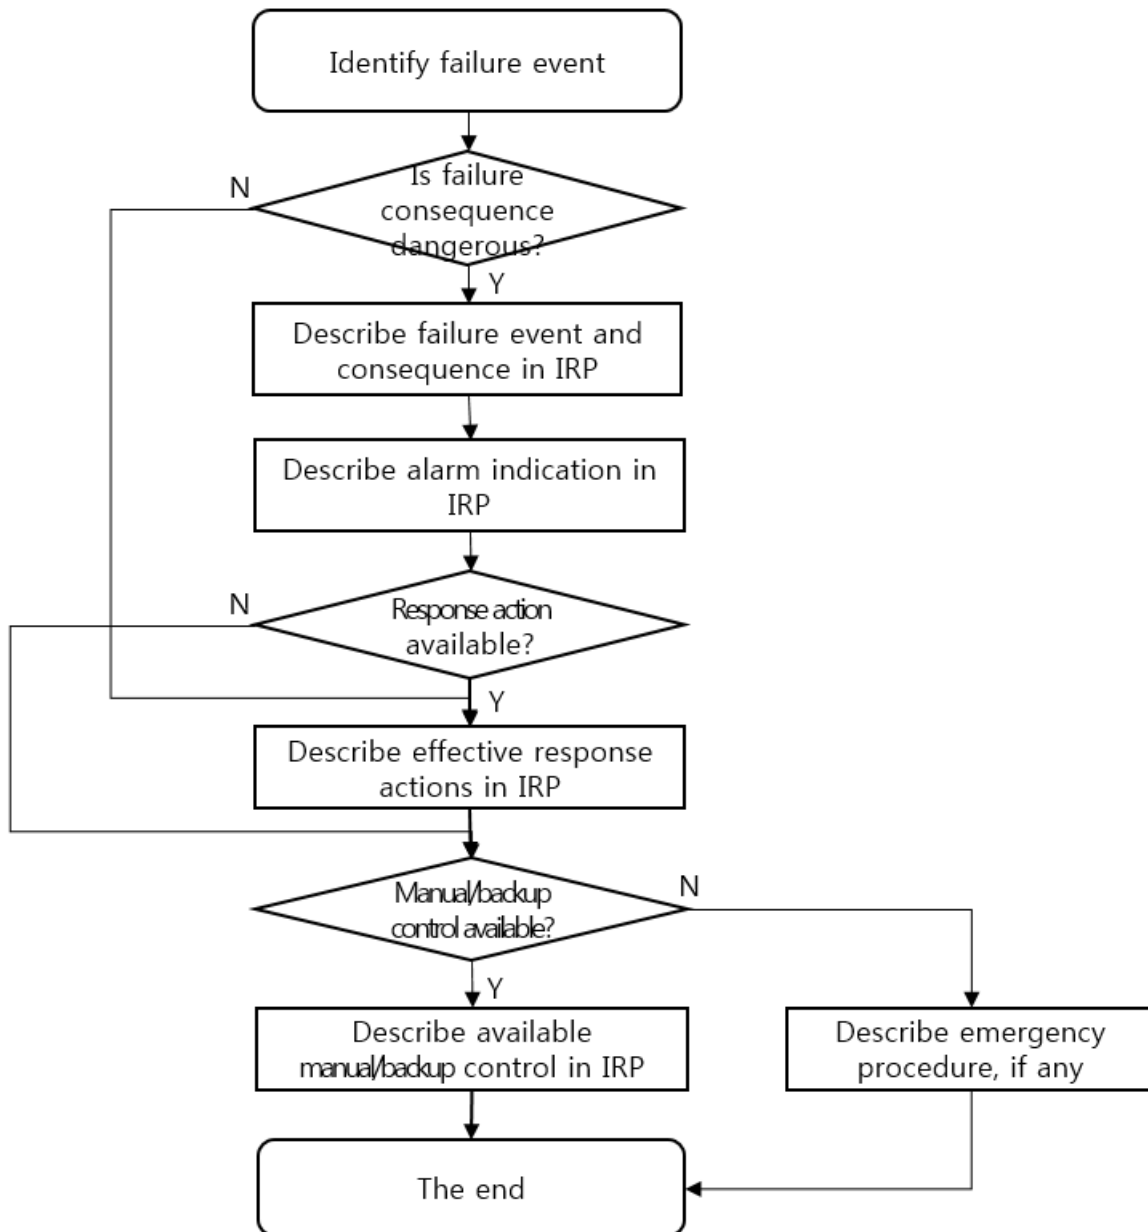 Identify failure event
N
Is failure
consequence
dangerous?
Y
Describe failure event and
consequence in IRP
Describe alarm indication in
IRP
N
Response action
available?
Y
Describe effective response
actions in IRP
Manual/backup
control available?
N
Y
Describe available
manual/backup control in IRP
Describe emergency
procedure, if any
The end